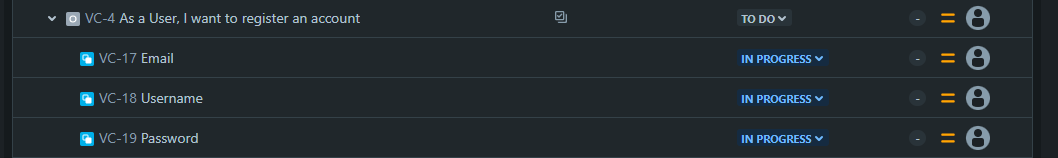 VC-4 As a User, I want to register an account TO DO -
VC-17 Email IN PROGRESS -
VC-18 Username IN PROGRESS -
VC-19 Password IN PROGRESS -